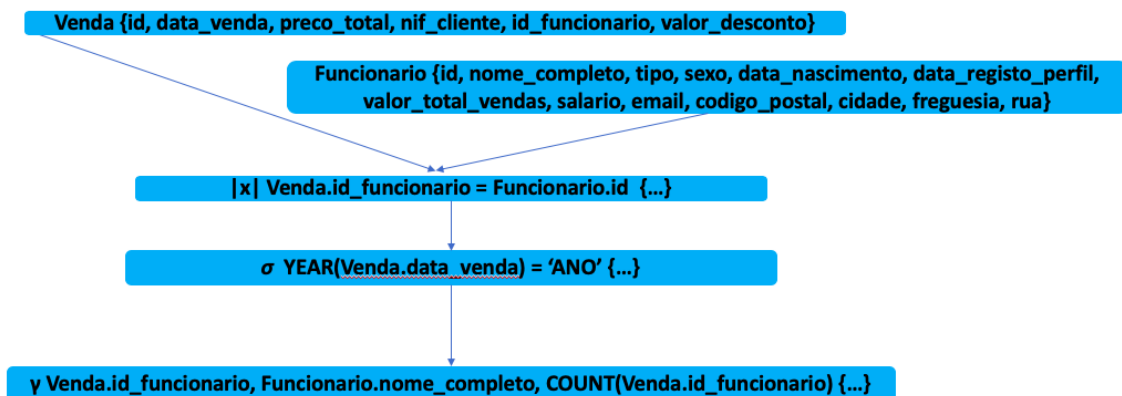 Venda {id, data_venda, preco_total, nif_cliente, id_funcionario, valor_desconto}
Funcionario {id, nome_completo, tipo, sexo, data_nascimento, data_registo_perfil,
valor_total_vendas, salario, email, codigo_postal, cidade, freguesia, rua}
|x| Venda.id_funcionario = Funcionario.id {...}
σ YEAR(Venda.data_venda) = ‘ANO’ {...}
γ Venda.id_funcionario, Funcionario.nome_completo, COUNT(Venda.id_funcionario) {...}